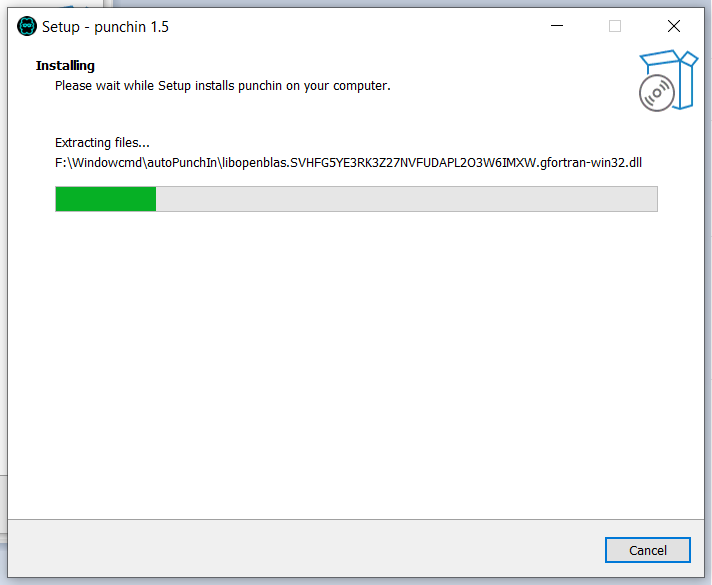 Setup - punchin 1.5
Installing
Please wait while Setup installs punchin on your computer.
Extracting files...
F:\Windowcmd\autoPunchIn\libopenblas.SVHFG5YE3RK3Z27NVFUDAPL2O3W6IMXW.gfortran-win32.dll
Cancel